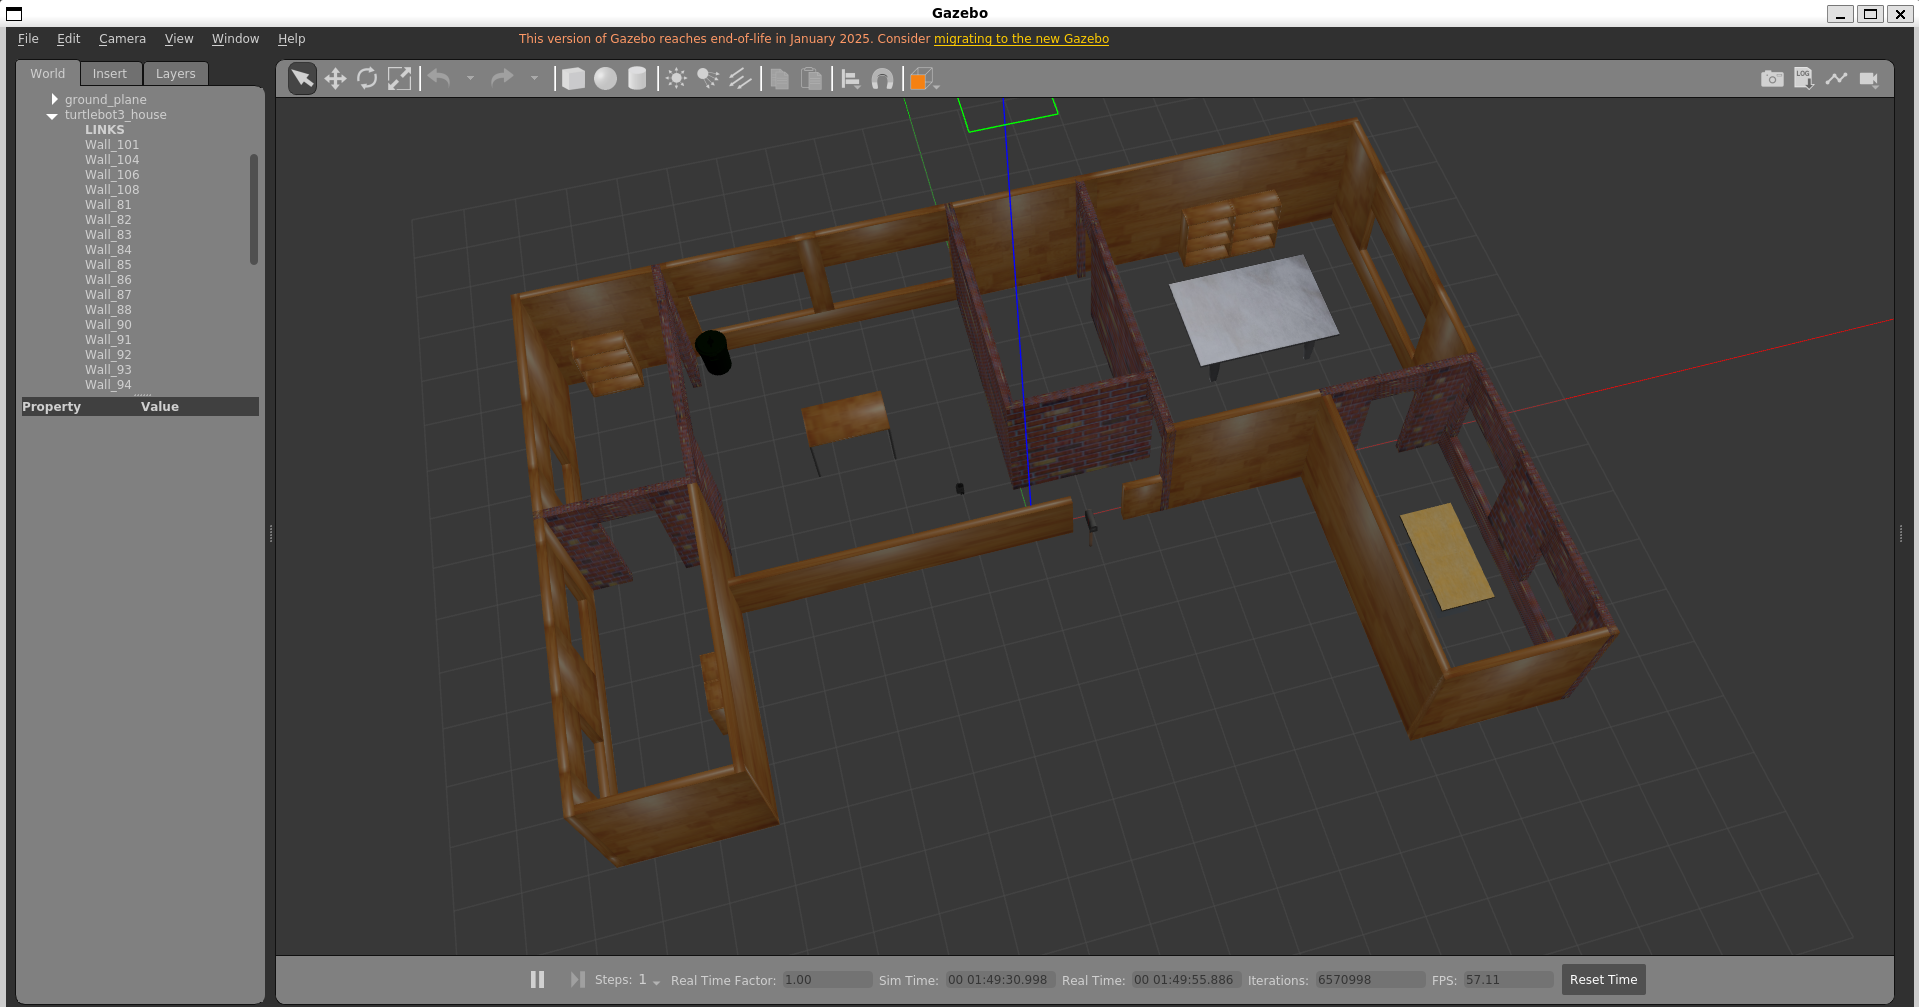 Gazebo
File Edit Camera View Window Help
This version of Gazebo reaches end-of-life in January 2025. Consider migrating to the new Gazebo
World Insert Layers
LOG
ground_plane
turtlebot3_house
LINKS
Wall_101
Wall_104
Wall_106
Wall_108
Wall_81
Wall_82
Wall_83
Wall_84
Wall_85
Wall_86
Wall_87
Wall_88
Wall_90
Wall_91
Wall_92
Wall_93
Wall_94
Property Value
Steps: 1 Real Time Factor: 1.00 Sim Time: 00 01:49:30.998 Real Time: 00 01:49:55.886 Iterations: 6570998 FPS: 57.11 Reset Time